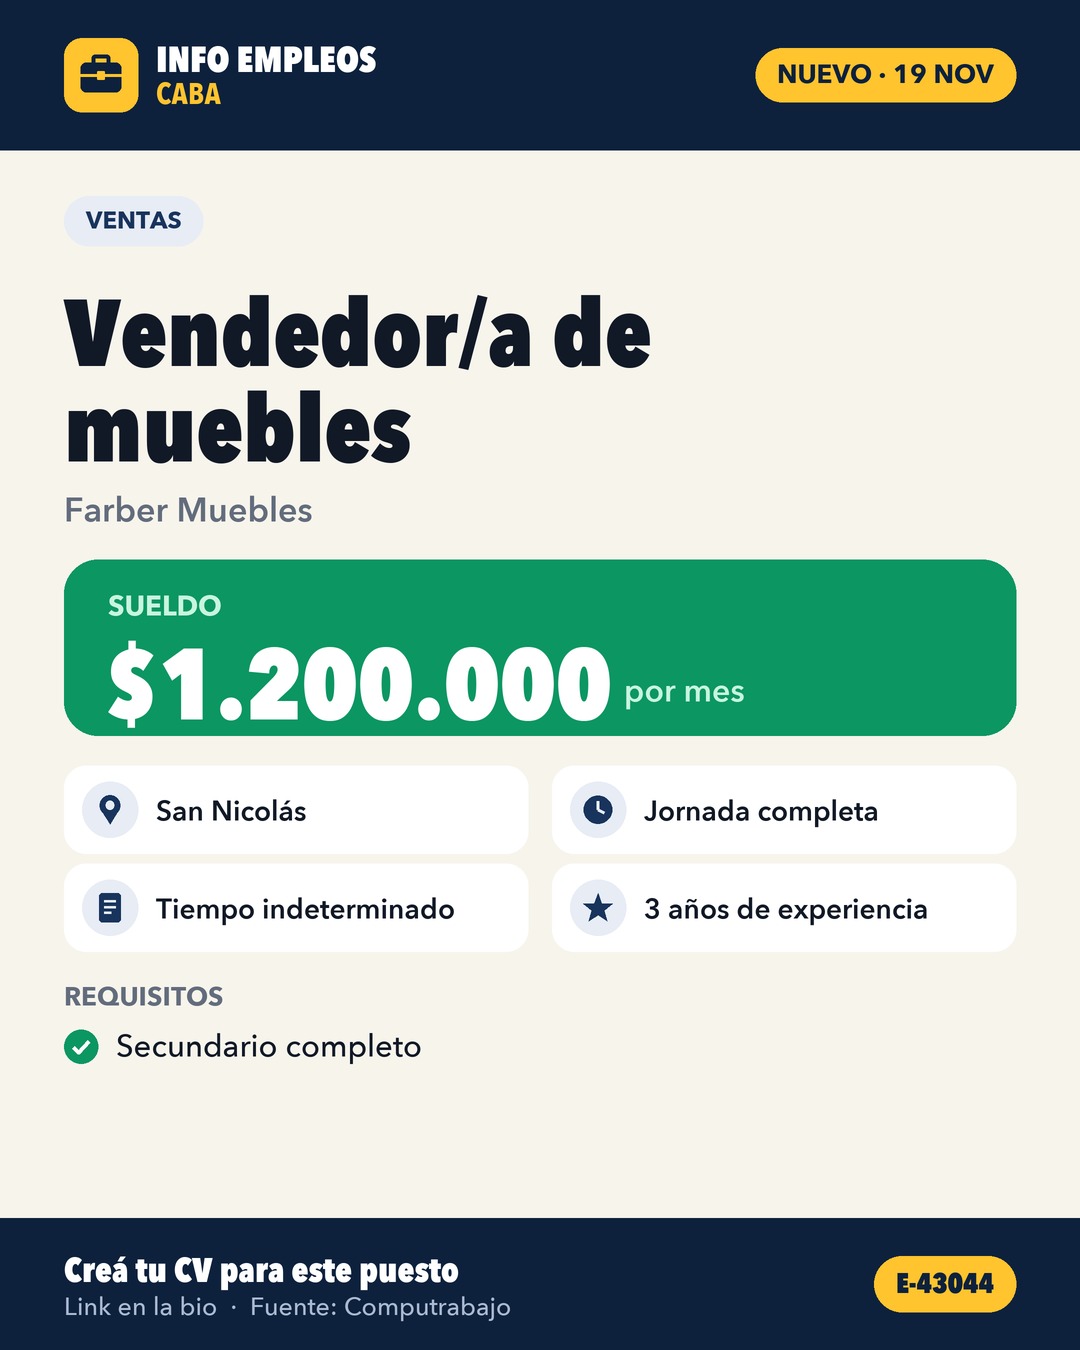 INFO EMPLEOS
CABA
NUEVO · 19 NOV
VENTAS
Vendedor/a de
muebles
Farber Muebles
SUELDO
$1.200.000 por mes
San Nicolás
Jornada completa
Tiempo indeterminado
3 años de experiencia
REQUISITOS
Secundario completo
Creá tu CV para este puesto
Link en la bio · Fuente: Computrabajo
E-43044